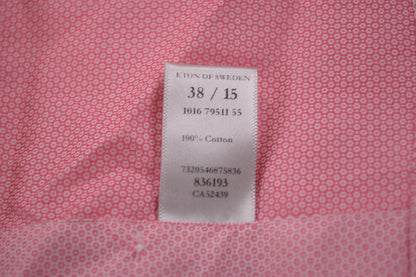 ETON OF SWEDEN
38 / 15
1016 79511 55
100% Cotton
7320546875836
836193
CA52439